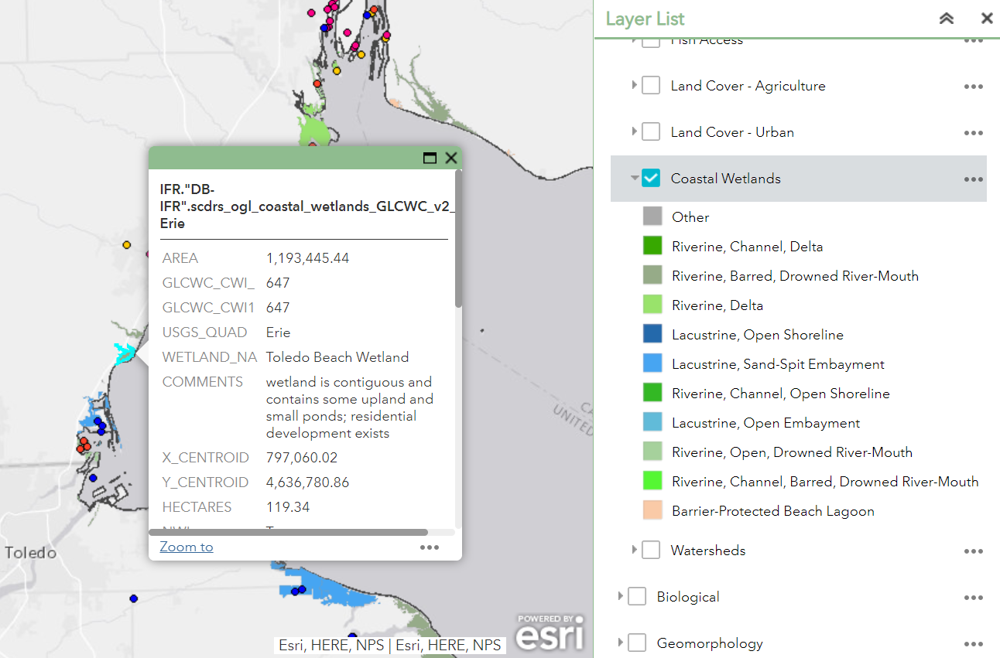 Layer List
Fish Access
Land Cover - Agriculture
Land Cover - Urban
Coastal Wetlands
Other
Riverine, Channel, Delta
Riverine, Barred, Drowned River-Mouth
Riverine, Delta
Lacustrine, Open Shoreline
Lacustrine, Sand-Spit Embayment
Riverine, Channel, Open Shoreline
Lacustrine, Open Embayment
Riverine, Open, Drowned River-Mouth
Riverine, Channel, Barred, Drowned River-Mouth
Barrier-Protected Beach Lagoon
Watersheds
Biological
Geomorphology
IFR."DB-
IFR".scdrs_ogl_coastal_wetlands_GLCWC_v2_
Erie
AREA 1,193,445.44
GLCWC_CWI_ 647
GLCWC_CWI1 647
USGS_QUAD Erie
WETLAND_NA Toledo Beach Wetland
COMMENTS wetland is contiguous and
contains some upland and
small ponds; residential
development exists
X_CENTROID 797,060.02
Y_CENTROID 4,636,780.86
HECTARES 119.34
Zoom to
CA
UNITED
Toledo
POWERED BY
esri
Esri, HERE, NPS | Esri, HERE, NPS